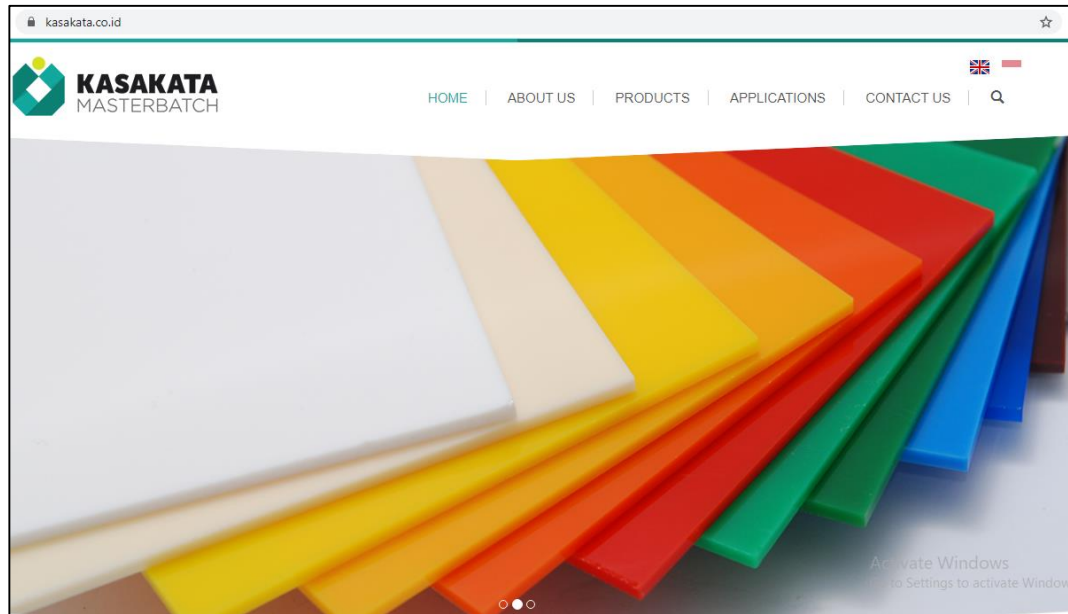 kasakata.co.id
KASAKATA
MASTERBATCH
HOME
ABOUT US
PRODUCTS
APPLICATIONS
CONTACT US
Activate Windows
to Settings to activate Window